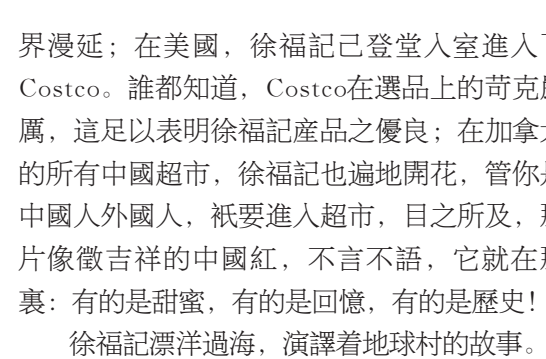 界漫延；在美國，徐福記己登堂入室進入
Costco。誰都知道，Costco在選品上的苛克
厲，這足以表明徐福記産品之優良；在加拿
的所有中國超市，徐福記也遍地開花，管你
中國人外國人，衹要進入超市，目之所及，
片像徵吉祥的中國紅，不言不語，它就在
裏：有的是甜蜜，有的是回憶，有的是歷史！
徐福記漂洋過海，演譯着地球村的故事。